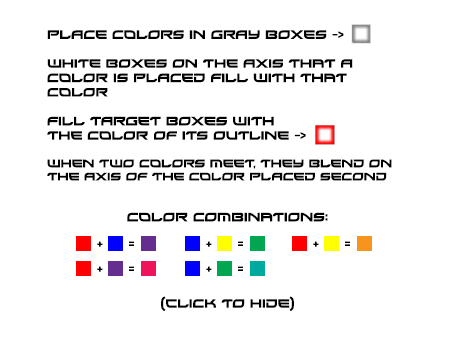 PLACE COLORS IN GRAY BOXES ->
WHITE BOXES ON THE AXIS THAT A
COLOR IS PLACED FILL WITH THAT
COLOR
FILL TARGET BOXES WITH
THE COLOR OF ITS OUTLINE ->
WHEN TWO COLORS MEET, THEY BLEND ON
THE AXIS OF THE COLOR PLACED SECOND
COLOR COMBINATIONS:
+ = + = + =
+ = + =
(CLICK TO HIDE)